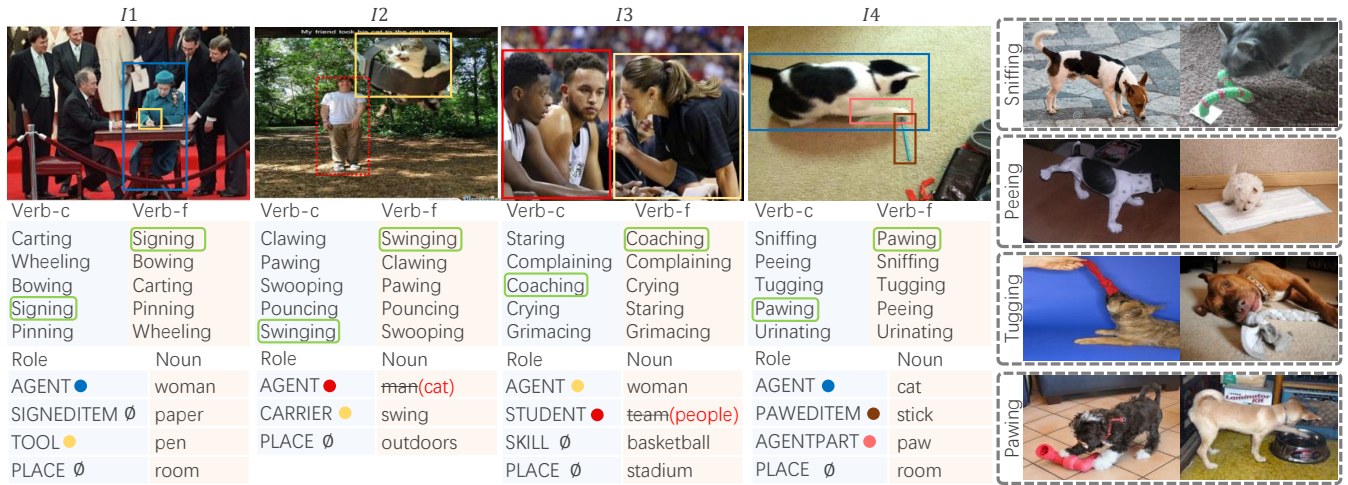 I1
I2
I3
I4
My friend took his cat to the park today
Verb-c Verb-f
Carting Signing
Wheeling Bowing
Bowing Carting
Signing Pinning
Pinning Wheeling
Role Noun
AGENT woman
SIGNEDITEM ∅ paper
TOOL pen
PLACE ∅ room
Verb-c Verb-f
Clawing Swinging
Pawing Clawing
Swooping Pawing
Pouncing Pouncing
Swinging Swooping
Role Noun
AGENT man(cat)
CARRIER swing
PLACE ∅ outdoors
Verb-c Verb-f
Staring Coaching
Complaining Complaining
Coaching Crying
Crying Staring
Grimacing Grimacing
Role Noun
AGENT woman
STUDENT team(people)
SKILL ∅ basketball
PLACE ∅ stadium
Verb-c Verb-f
Sniffing Pawing
Peeing Sniffing
Tugging Tugging
Pawing Peeing
Urinating Urinating
Role Noun
AGENT cat
PAWEDITEM stick
AGENTPART paw
PLACE ∅ room
Sniffing
Peeing
Tugging
Pawing
Laminator